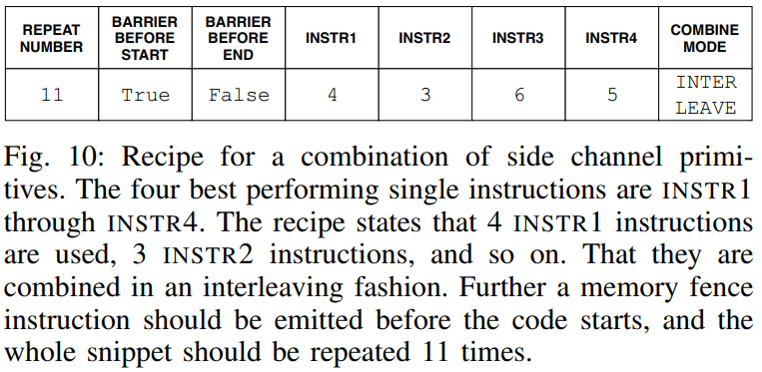 REPEAT NUMBER BARRIER BEFORE START BARRIER BEFORE END INSTR1 INSTR2 INSTR3 INSTR4 COMBINE MODE
11 True False 4 3 6 5 INTER LEAVE
Fig. 10: Recipe for a combination of side channel primi-
tives. The four best performing single instructions are INSTR1
through INSTR4. The recipe states that 4 INSTR1 instructions
are used, 3 INSTR2 instructions, and so on. That they are
combined in an interleaving fashion. Further a memory fence
instruction should be emitted before the code starts, and the
whole snippet should be repeated 11 times.